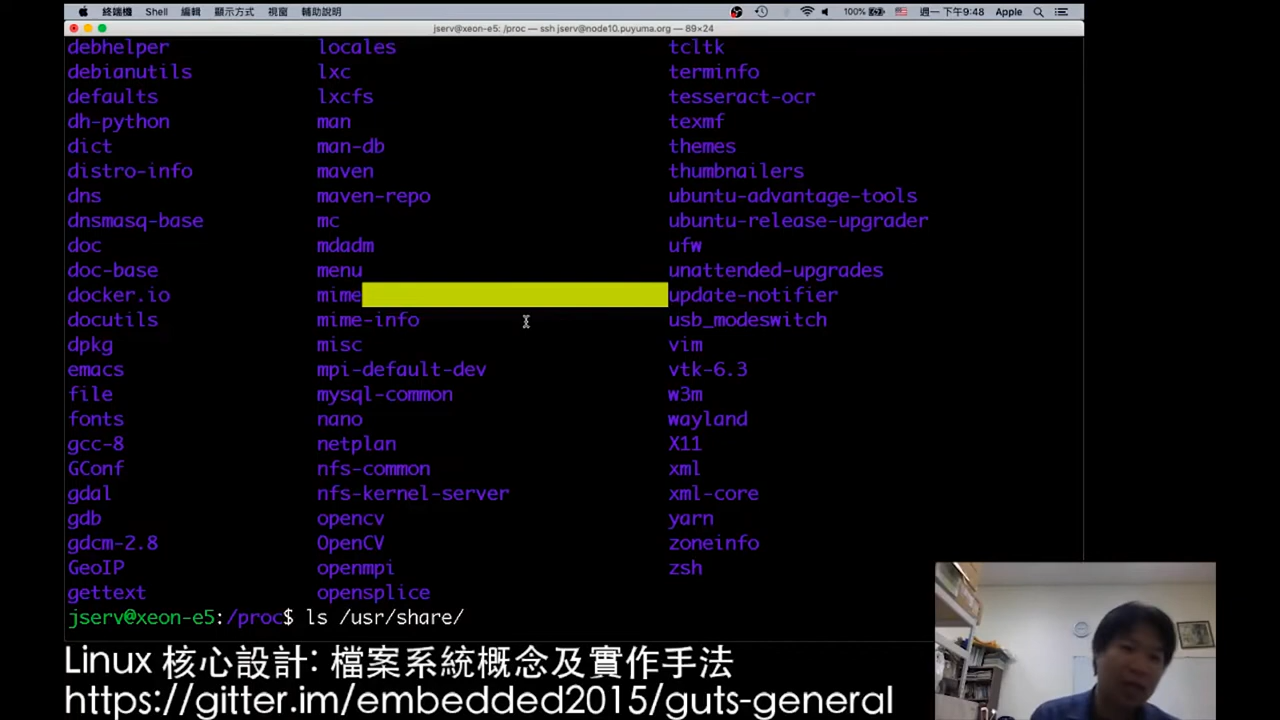 終端機 Shell 編輯 顯示方式 視窗 輔助說明 100% 週一 下午9:48 Apple
jserv@xeon-e5: /proc — ssh jserv@node10.puyuma.org — 89×24
debhelper locales tcltk
debianutils lxc terminfo
defaults lxcfs tesseract-ocr
dh-python man texmf
dict man-db themes
distro-info maven thumbnailers
dns maven-repo ubuntu-advantage-tools
dnsmasq-base mc ubuntu-release-upgrader
doc mdadm ufw
doc-base menu unattended-upgrades
docker.io mime update-notifier
docutils mime-info usb_modeswitch
dpkg misc vim
emacs mpi-default-dev vtk-6.3
file mysql-common w3m
fonts nano wayland
gcc-8 netplan X11
GConf nfs-common xml
gdal nfs-kernel-server xml-core
gdb opencv yarn
gdcm-2.8 OpenCV zoneinfo
GeoIP openmpi zsh
gettext opensplice
jserv@xeon-e5:/proc$ ls /usr/share/
Linux 核心設計: 檔案系統概念及實作手法
https://gitter.im/embedded2015/guts-general